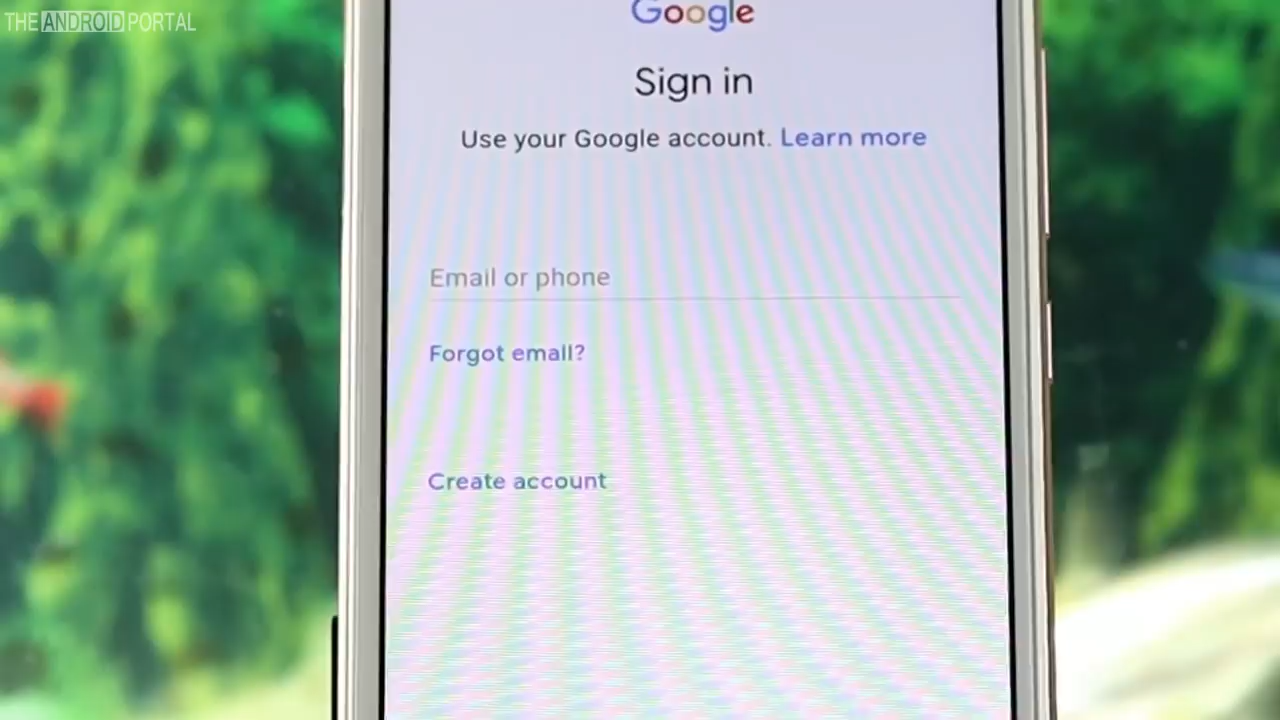 THE ANDROID PORTAL
Google
Sign in
Use your Google account. Learn more
Email or phone
Forgot email?
Create account